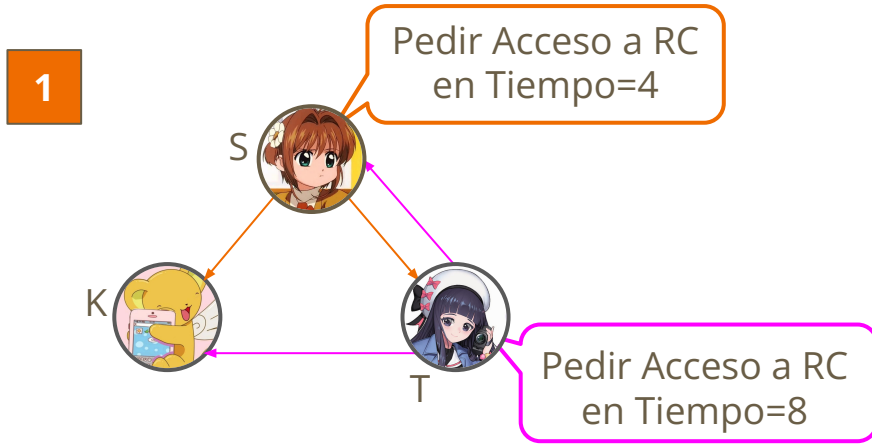 1
Pedir Acceso a RC
en Tiempo=4
S
K
T
Pedir Acceso a RC
en Tiempo=8